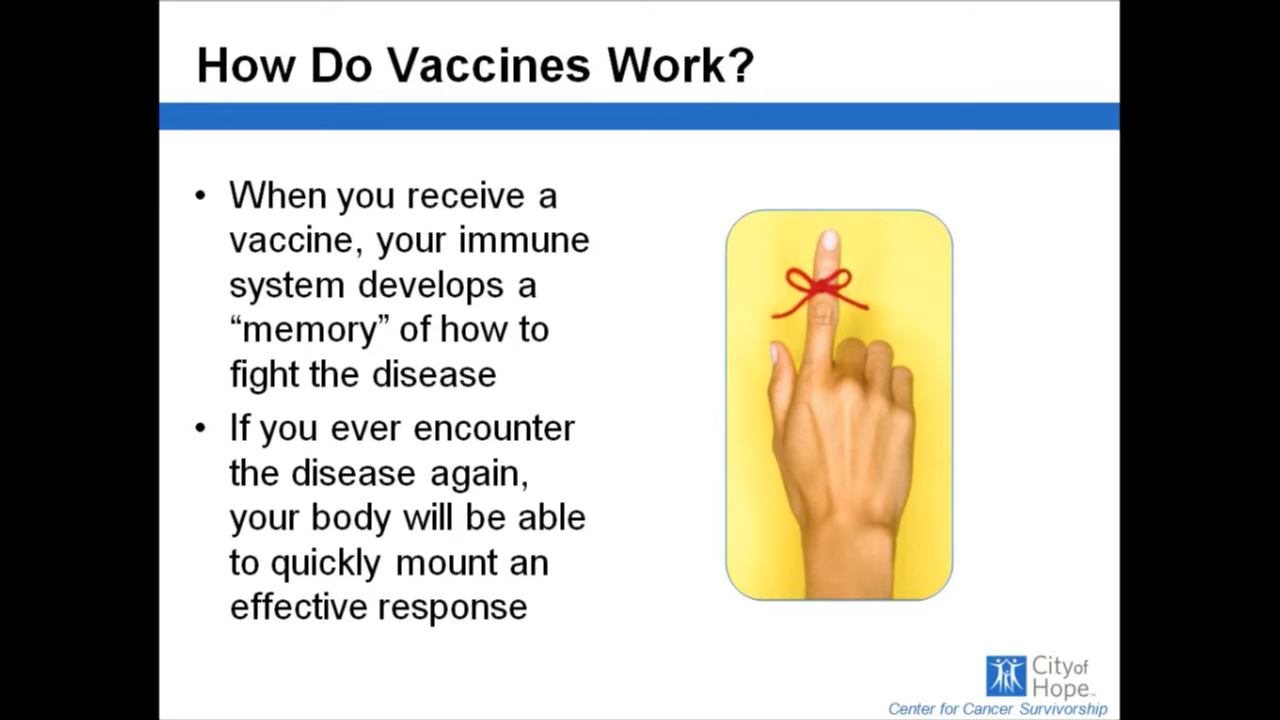 How Do Vaccines Work?
• When you receive a
vaccine, your immune
system develops a
“memory” of how to
fight the disease
• If you ever encounter
the disease again,
your body will be able
to quickly mount an
effective response
City of
Hope™
Center for Cancer Survivorship